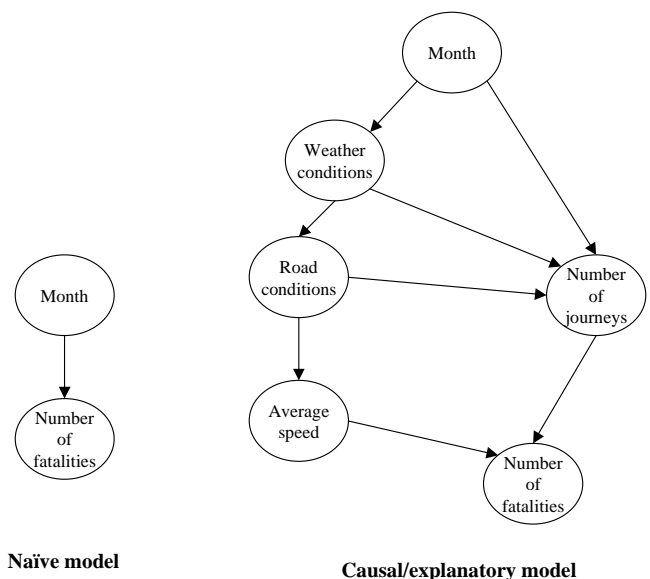 Month
Number
of
fatalities
Naïve model
Month
Weather
conditions
Road
conditions
Number
of
journeys
Average
speed
Number
of
fatalities
Causal/explanatory model